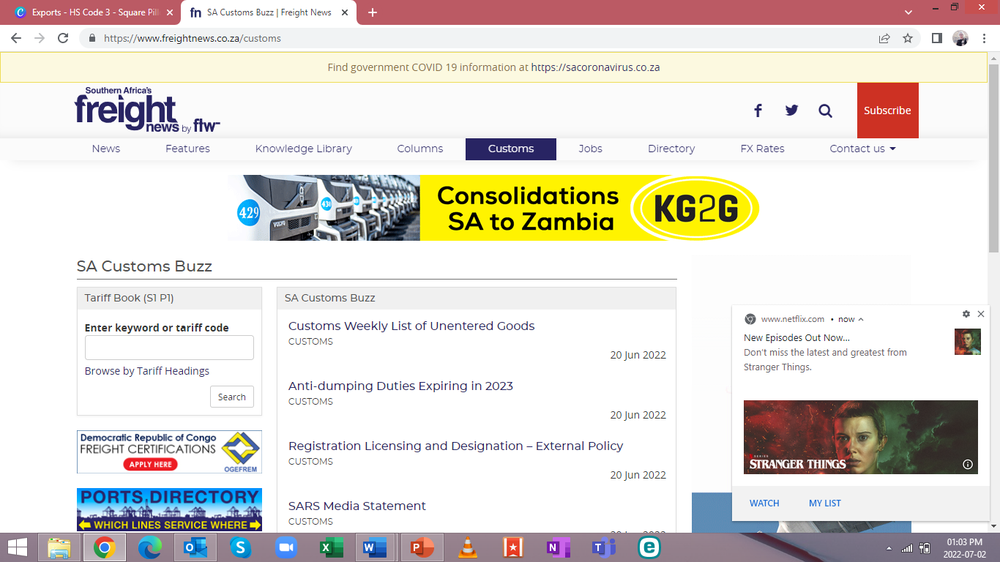 Exports - HS Code 3 - Square Pill
SA Customs Buzz | Freight News
https://www.freightnews.co.za/customs
Find government COVID 19 information at https://sacoronavirus.co.za
Southern Africa's
freight
news by ftw
Subscribe
News
Features
Knowledge Library
Columns
Customs
Jobs
Directory
FX Rates
Contact us
429
430
VOLVO
Consolidations
SA to Zambia
KG2G
SA Customs Buzz
Tariff Book (S1 P1)
Enter keyword or tariff code
Browse by Tariff Headings
Search
Democratic Republic of Congo
FREIGHT CERTIFICATIONS
APPLY HERE
OGEFREM
PORTS DIRECTORY
WHICH LINES SERVICE WHERE
SA Customs Buzz
Customs Weekly List of Unentered Goods
CUSTOMS
20 Jun 2022
Anti-dumping Duties Expiring in 2023
CUSTOMS
20 Jun 2022
Registration Licensing and Designation – External Policy
CUSTOMS
20 Jun 2022
SARS Media Statement
CUSTOMS
www.netflix.com • now
New Episodes Out Now...
Don't miss the latest and greatest from
Stranger Things.
SERIES
STRANGER THINGS
WATCH
MY LIST
01:03 PM
2022-07-02